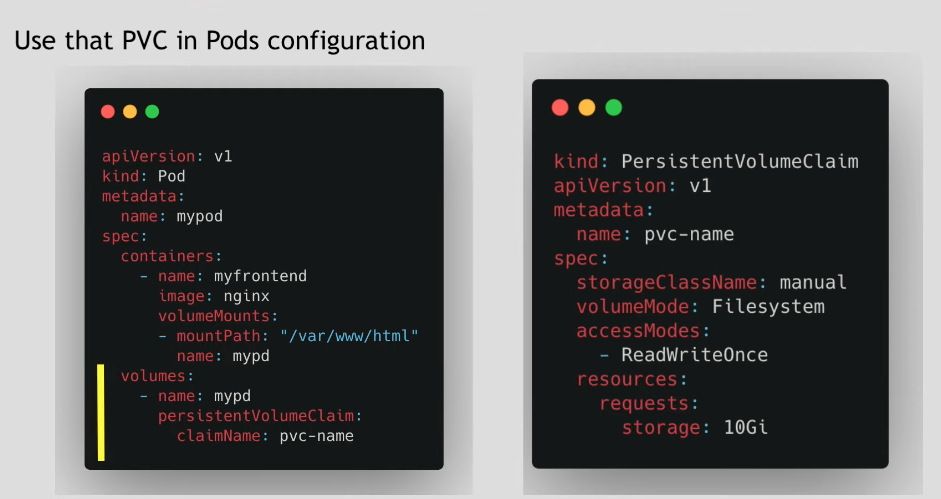 Use that PVC in Pods configuration
apiVersion: v1
kind: Pod
metadata:
  name: mypod
spec:
  containers:
    - name: myfrontend
      image: nginx
      volumeMounts:
      - mountPath: "/var/www/html"
        name: mypd
  volumes:
    - name: mypd
      persistentVolumeClaim:
        claimName: pvc-name
kind: PersistentVolumeClaim
apiVersion: v1
metadata:
  name: pvc-name
spec:
  storageClassName: manual
  volumeMode: Filesystem
  accessModes:
    - ReadWriteOnce
  resources:
    requests:
      storage: 10Gi